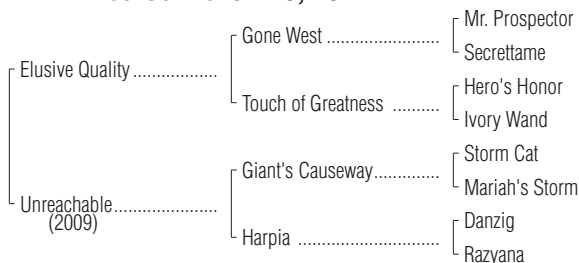 Mr. Prospector
Gone West ........................
Secrettame
Elusive Quality ..................
Hero's Honor
Touch of Greatness ..........
Ivory Wand
Storm Cat
Giant's Causeway................
Mariah's Storm
Unreachable......................
(2009)
Danzig
Harpia ..............................
Razyana